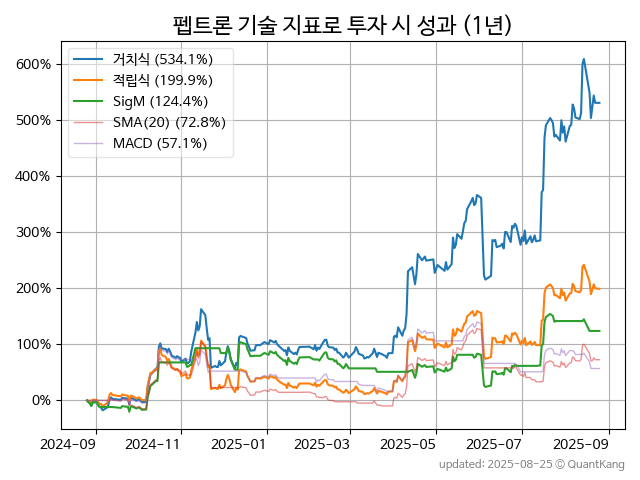 펩트론 기술 지표로 투자 시 성과 (1년)
거치식 (534.1%)
적립식 (199.9%)
SigM (124.4%)
SMA(20) (72.8%)
MACD (57.1%)
600%
500%
400%
300%
200%
100%
0%
2024-09 2024-11 2025-01 2025-03 2025-05 2025-07 2025-09
updated: 2025-08-25 © QuantKang